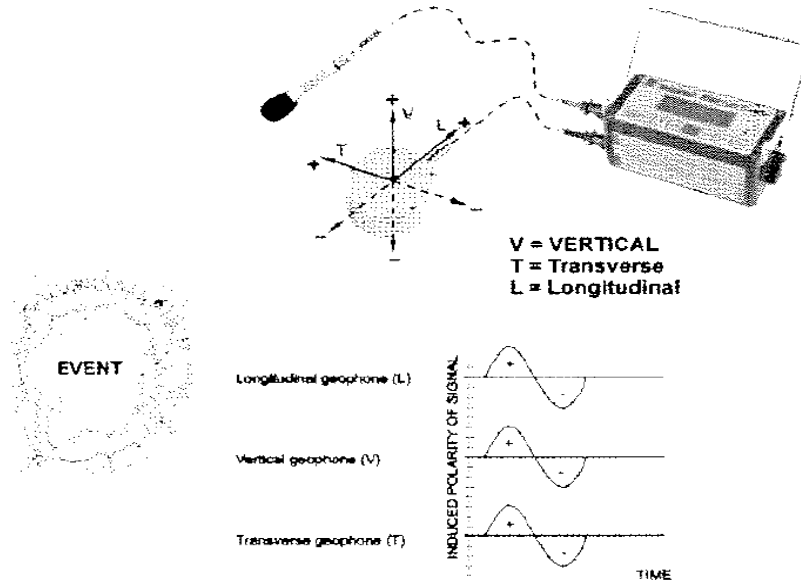 +
V
L
+
T
+
-
-
-
V = VERTICAL
T = Transverse
L = Longitudinal
EVENT
Longitudinal geophone (L)
Vertical geophone (V)
Transverse geophone (T)
INDUCED POLARITY OF SIGNAL
+
-
+
-
+
-
TIME